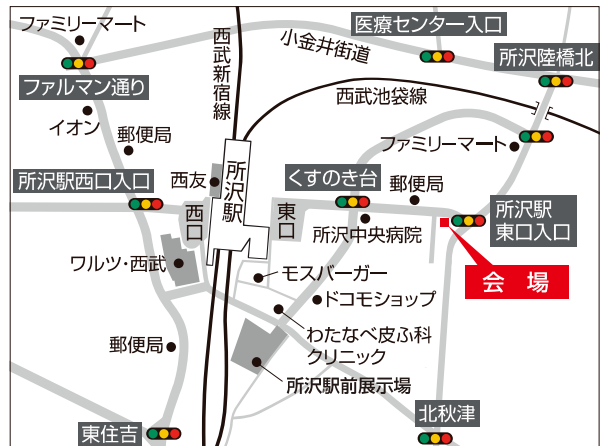 ファミリーマート
西武新宿線
小金井街道
医療センター入口
所沢陸橋北
ファルマン通り
イオン
西武池袋線
郵便局
ファミリーマート
所沢駅西口入口
西友
所沢駅
くすのき台
郵便局
西口
東口
所沢中央病院
所沢駅
東口入口
ワルツ・西武
モスバーガー
会場
ドコモショップ
わたなべ皮ふ科
クリニック
郵便局
所沢駅前展示場
東住吉
北秋津